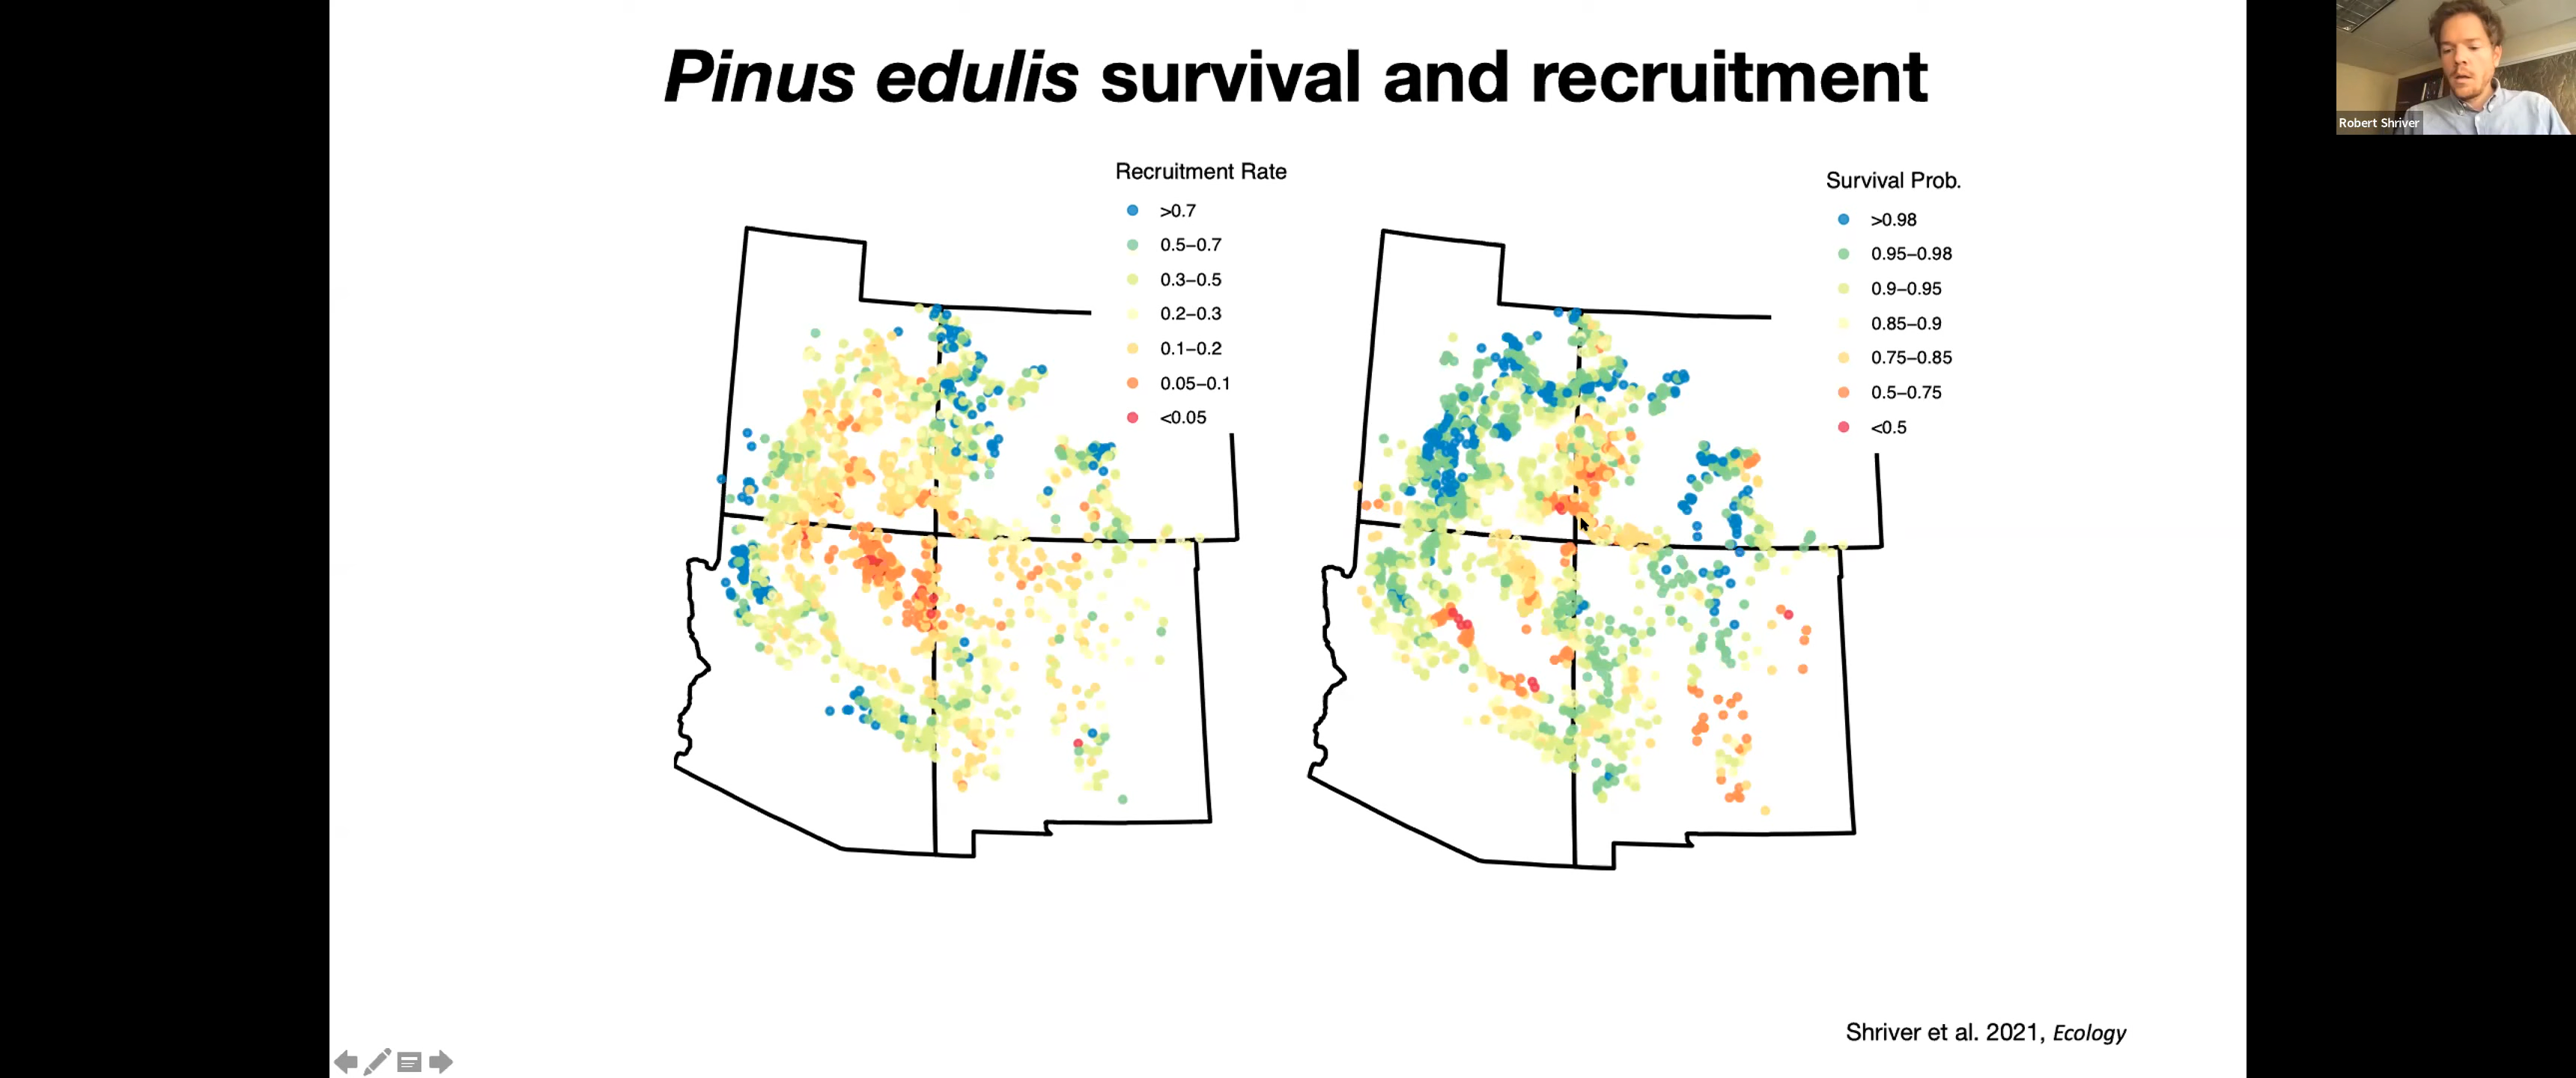 Pinus edulis survival and recruitment
Robert Shriver
Recruitment Rate
>0.7
0.5–0.7
0.3–0.5
0.2–0.3
0.1–0.2
0.05–0.1
<0.05
Survival Prob.
>0.98
0.95–0.98
0.9–0.95
0.85–0.9
0.75–0.85
0.5–0.75
<0.5
Shriver et al. 2021, Ecology